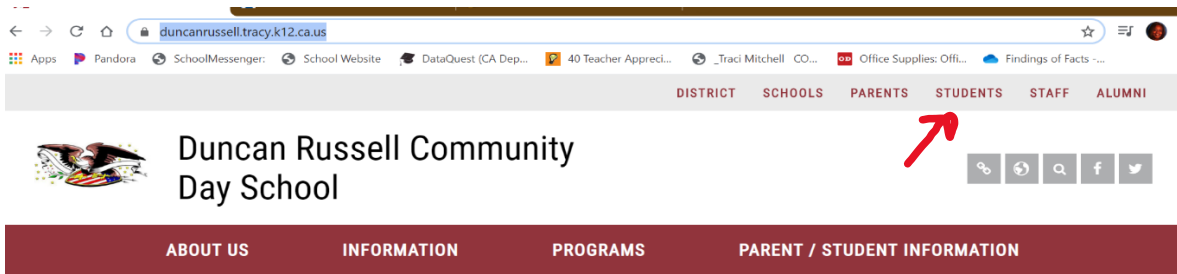 duncanrussell.tracy.k12.ca.us
Apps Pandora SchoolMessenger: School Website DataQuest (CA Dep... 40 Teacher Appreci... _Traci Mitchell CO... OD Office Supplies: Offi... Findings of Facts -...
DISTRICT SCHOOLS PARENTS STUDENTS STAFF ALUMNI
Duncan Russell Community
Day School
ABOUT US INFORMATION PROGRAMS PARENT / STUDENT INFORMATION